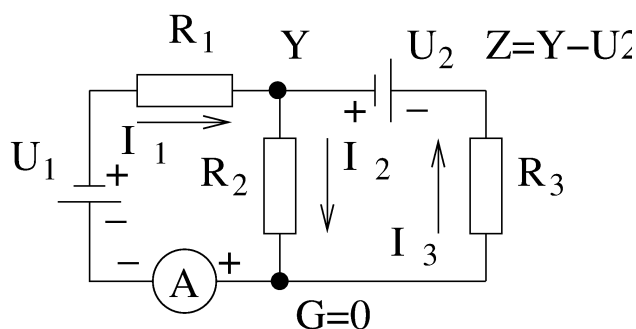 R1 Y U2 Z=Y−U2
+ −
I1
U1 + R2 I2 R3
−
I3
− A +
G=0